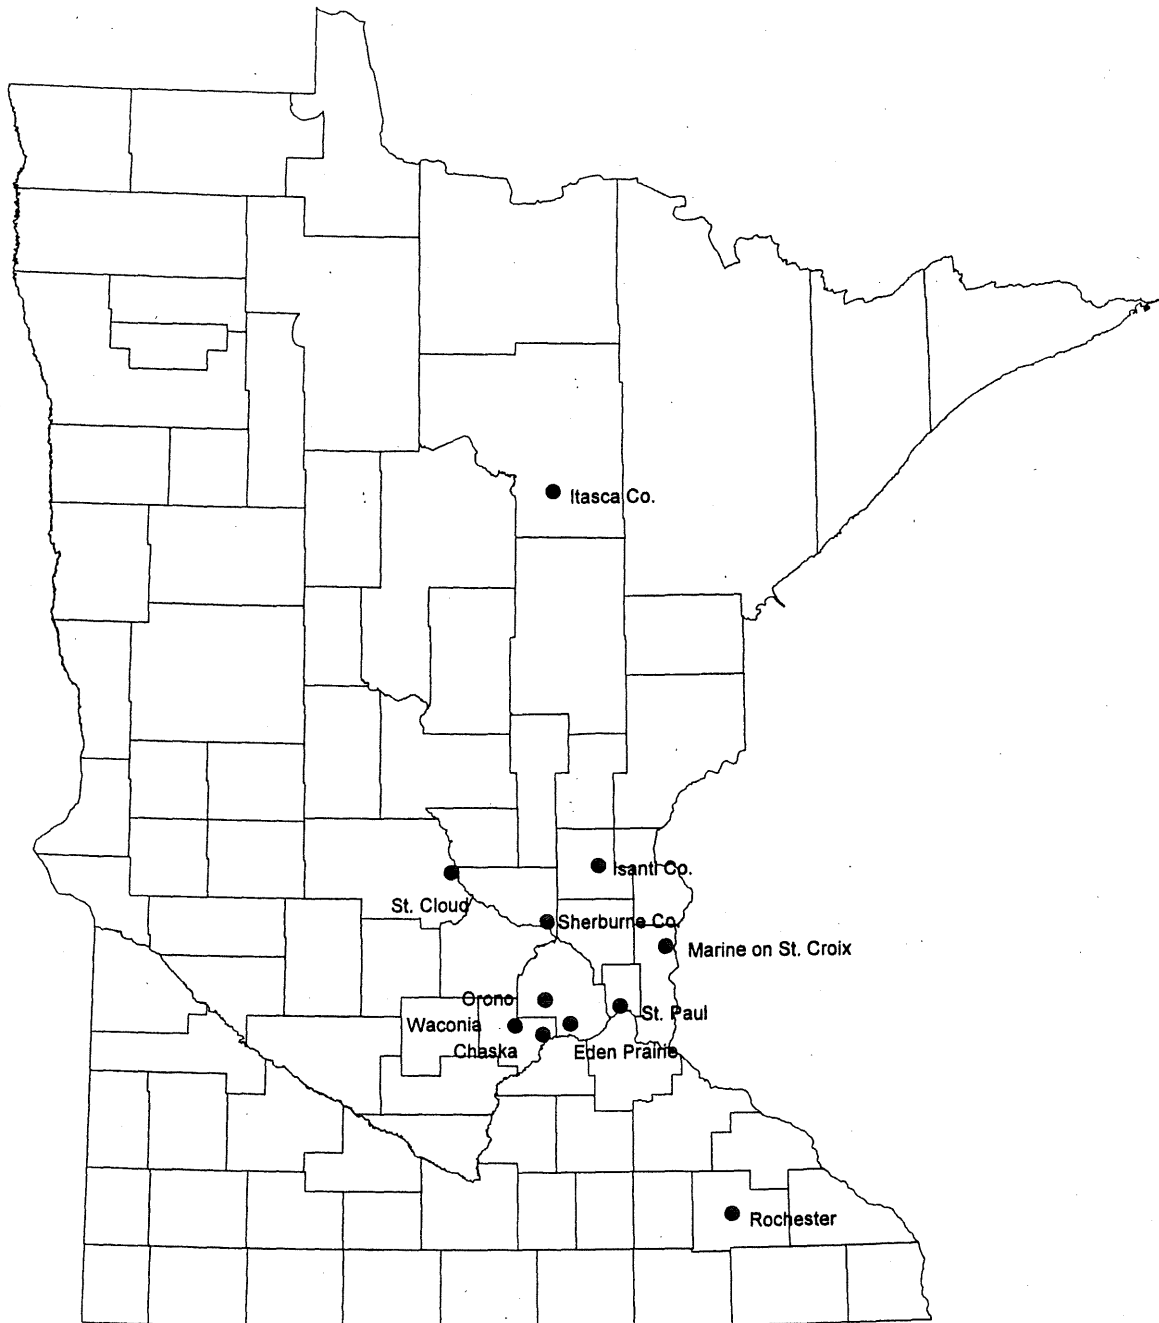 Itasca Co.
Isanti Co.
St. Cloud
Sherburne Co.
Marine on St. Croix
Orono
St. Paul
Waconia
Chaska
Eden Prairie
Rochester